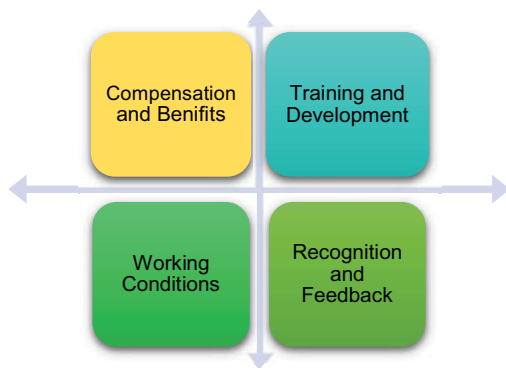 Compensation
and Benifits
Training and
Development
Working
Conditions
Recognition
and
Feedback